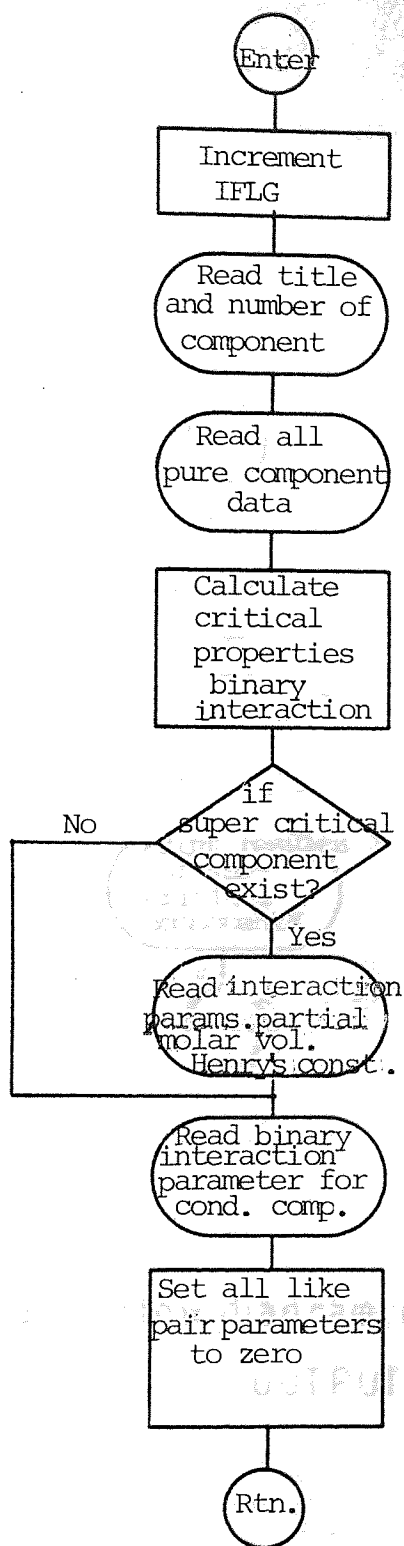 Enter
Increment
IFLG
Read title
and number of
component
Read all
pure component
data
Calculate
critical
properties
binary
interaction
if
super critical
component
exist?
No
Yes
Read interaction
params.partial
molar vol.
Henry's const.
Read binary
interaction
parameter for
cond. comp.
Set all like
pair parameters
to zero
Rtn.